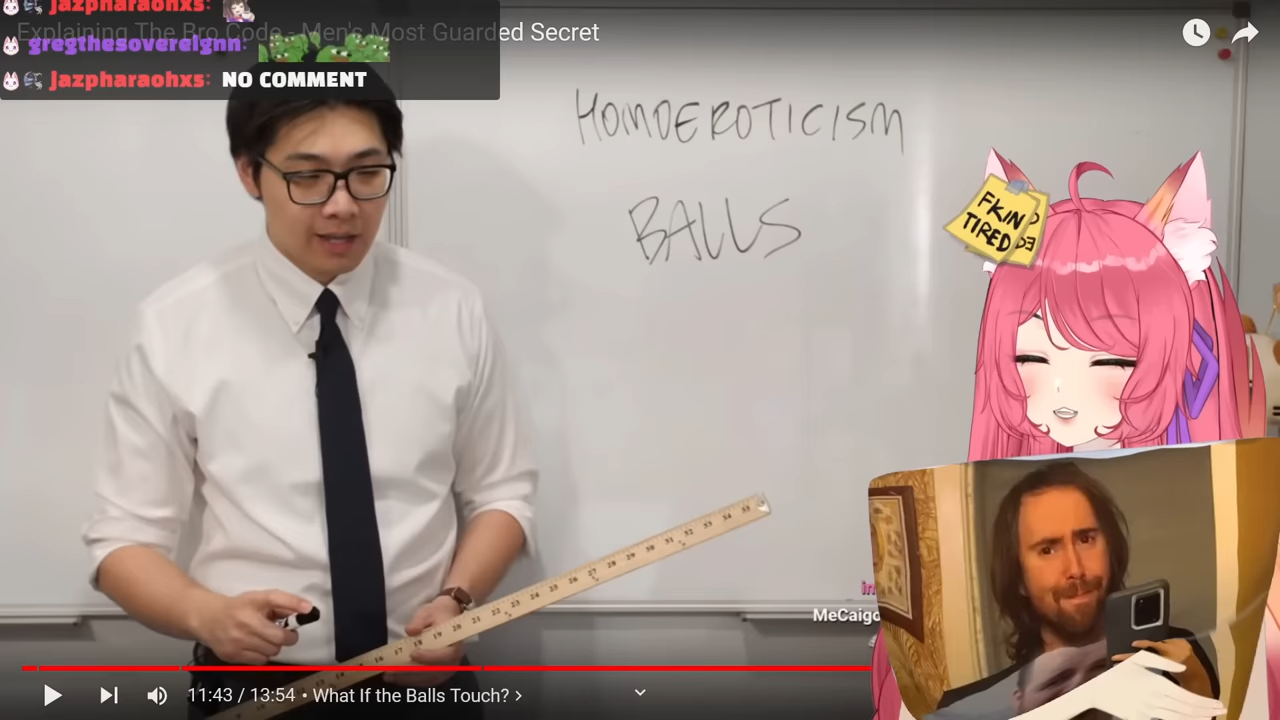 Jazpharaohxs:
Explaining The Bro Code - Men's Most Guarded Secret
gregthesovereignn:
Jazpharaohxs: NO COMMENT
HOMOEROTICISM
BALLS
FKIN
TIRED
MeCaigo
11:43 / 13:54 • What If the Balls Touch? >